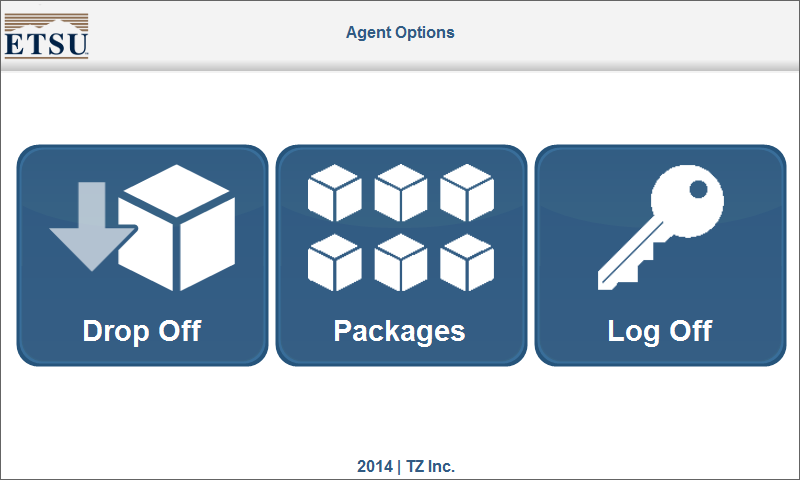 ETSU
Agent Options
Drop Off
Packages
Log Off
2014 | TZ Inc.